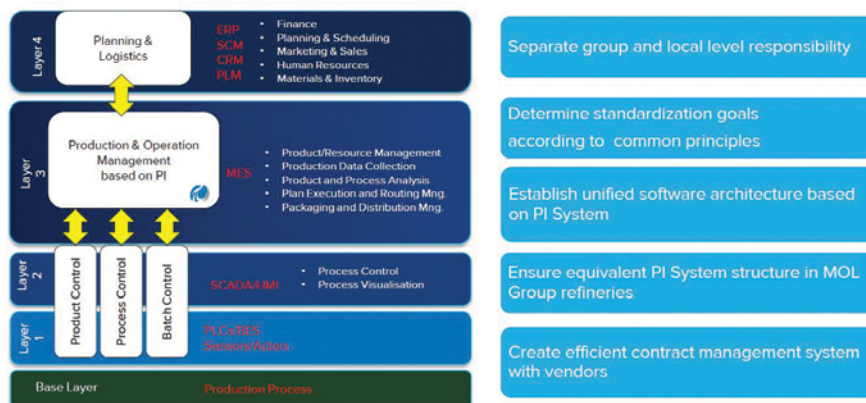 Layer 4
Planning &
Logistics
ERP
SCM
CRM
PLM
• Finance
• Planning & Scheduling
• Marketing & Sales
• Human Resources
• Materials & Inventory
Layer
3
Production & Operation
Management
based on PI
MES
• Product/Resource Management
• Production Data Collection
• Product and Process Analysis
• Plan Execution and Routing Mng.
• Packaging and Distribution Mng.
Layer
2
Product Control
Process Control
Batch Control
SCADA/HMI
• Process Control
• Process Visualisation
Layer
1
Sensors/Actors
Base Layer
Production Process
Separate group and local level responsibility
Determine standardization goals
according to common principles
Establish unified software architecture based
on PI System
Ensure equivalent PI System structure in MOL
Group refineries
Create efficient contract management system
with vendors